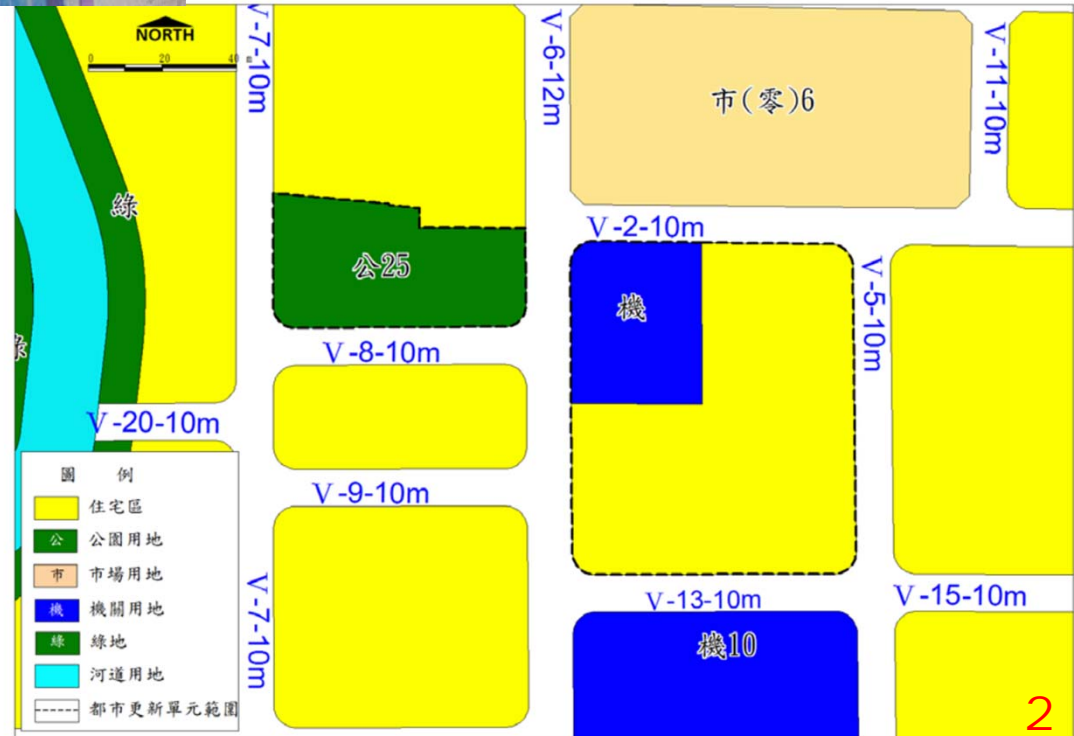 NORTH
0 20 40 m
V-7-10m
V-6-12m
V-11-10m
市(零)6
綠
V-2-10m
公25
機
V-5-10m
綠
V-8-10m
V-20-10m
V-9-10m
圖 例
住宅區
公 公園用地
市 市場用地
機 機關用地
綠 綠地
河道用地
都市更新單元範圍
V-7-10m
V-13-10m
V-15-10m
機10
2